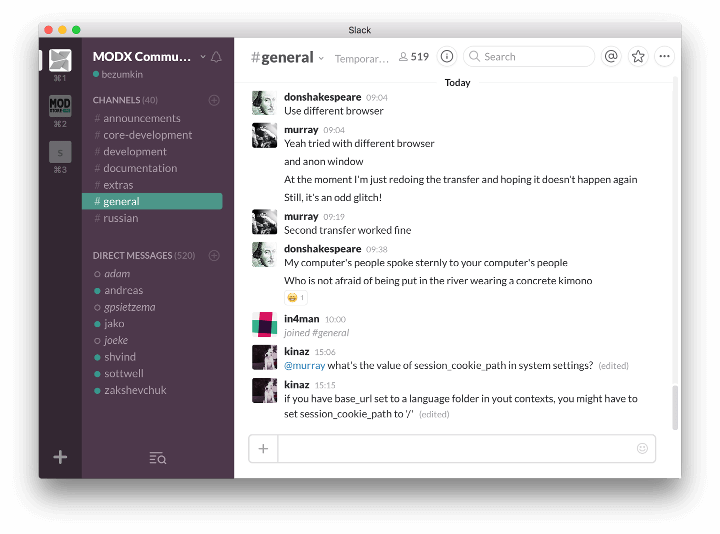 Slack
⌘1
MOD
⌘2
S
⌘3
MODX Commu...
bezumkin
CHANNELS (40)
# announcements
# core-development
# development
# documentation
# extras
# general
# russian
DIRECT MESSAGES (520)
adam
andreas
gpsietzema
jako
joeke
shvind
sottwell
zakshevchuk
#general
Temporar...
519
Search
Today
donshakespeare 09:04
Use different browser
murray 09:04
Yeah tried with different browser
and anon window
At the moment I'm just redoing the transfer and hoping it doesn't happen again
Still, it's an odd glitch!
murray 09:19
Second transfer worked fine
donshakespeare 09:38
My computer's people spoke sternly to your computer's people
Who is not afraid of being put in the river wearing a concrete kimono
1
in4man 10:00
joined #general
kinaz 15:06
@murray what's the value of session_cookie_path in system settings? (edited)
kinaz 15:15
if you have base_url set to a language folder in yout contexts, you might have to
set session_cookie_path to '/' (edited)